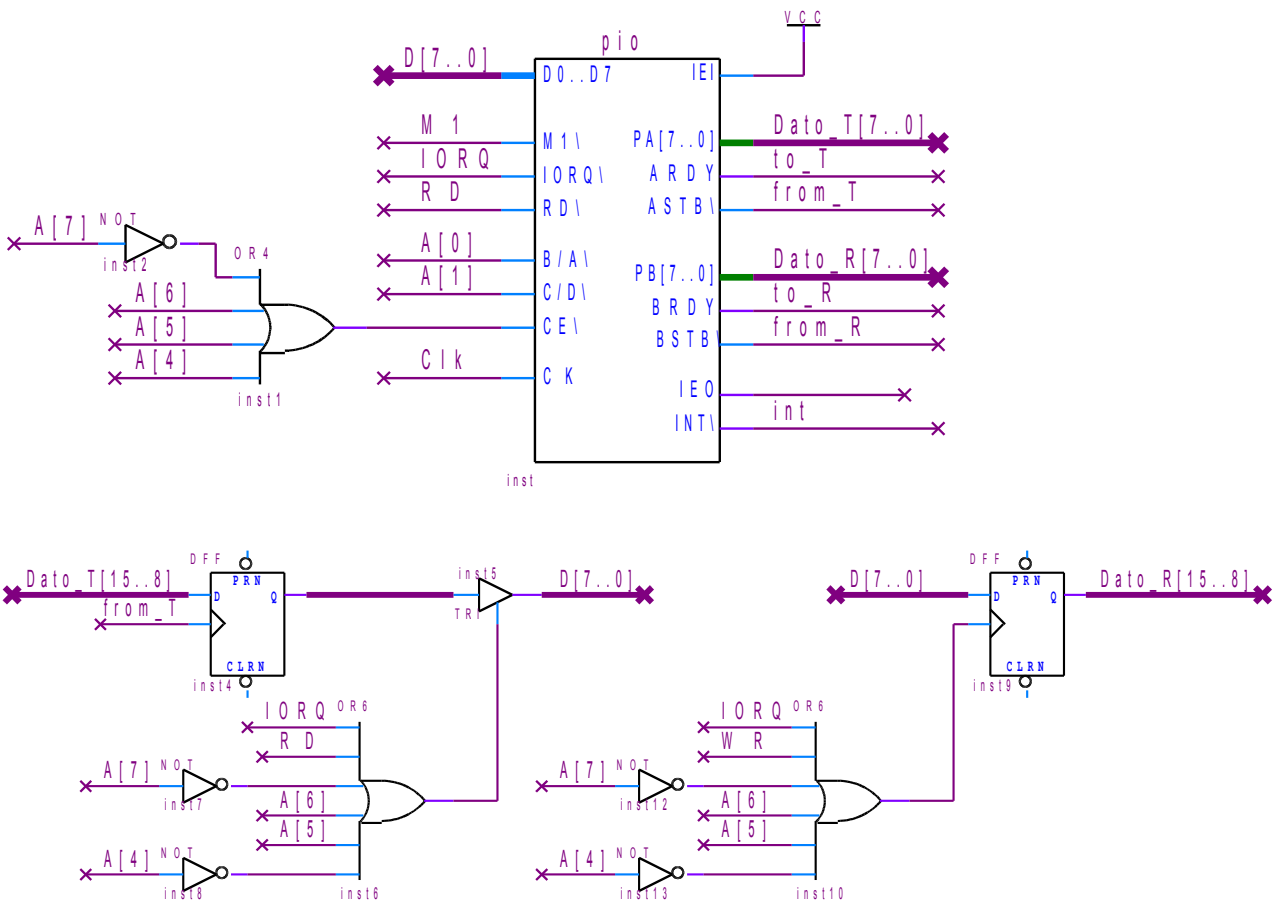 VCC
pio
D[7..0]
D0..D7
IEI
M1
M1\
PA[7..0]
Dato_T[7..0]
IORQ
IORQ\
ARDY
to_T
RD
RD\
ASTB\
from_T
A[7]
NOT
inst2
OR4
A[0]
B/A\
PB[7..0]
Dato_R[7..0]
A[1]
C/D\
BRDY
to_R
A[6]
A[5]
CE\
BSTB\
from_R
A[4]
inst1
Clk
CK
IEO
INT\
int
inst
DFF
inst5
DFF
Dato_T[15..8]
PRN
D
Q
D[7..0]
D[7..0]
PRN
D
Q
Dato_R[15..8]
from_T
TRI
CLRN
inst4
CLRN
inst9
IORQ
OR6
IORQ
OR6
RD
WR
A[7]
NOT
inst7
A[7]
NOT
inst12
A[6]
A[6]
A[5]
A[5]
A[4]
NOT
inst8
inst6
A[4]
NOT
inst13
inst10